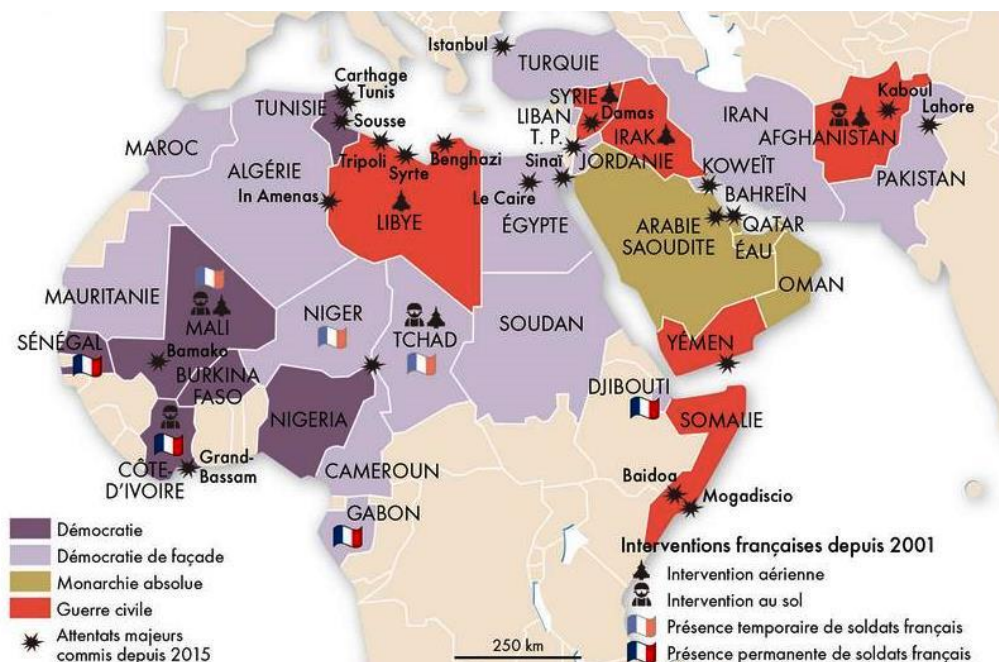 Istanbul
TURQUIE
Carthage
Tunis
TUNISIE
Sousse
SYRIE
Damas
LIBAN
T. P.
IRAK
IRAN
Kaboul
AFGHANISTAN
Lahore
MAROC
ALGÉRIE
Tripoli
Syrte
Benghazi
Sinaï
JORDANIE
KOWEÏT
PAKISTAN
In Amenas
LIBYE
Le Caire
ÉGYPTE
BAHREÏN
ARABIE
SAOUDITE
QATAR
ÉAU
OMAN
MAURITANIE
MALI
NIGER
TCHAD
SOUDAN
YÉMEN
SÉNÉGAL
Bamako
BURKINA
FASO
NIGERIA
DJIBOUTI
SOMALIE
CÔTE-
D'IVOIRE
Grand-
Bassam
CAMEROUN
GABON
Baidoa
Mogadiscio
Démocratie
Démocratie de façade
Monarchie absolue
Guerre civile
Attentats majeurs
commis depuis 2015
250 km
Interventions françaises depuis 2001
Intervention aérienne
Intervention au sol
Présence temporaire de soldats français
Présence permanente de soldats français